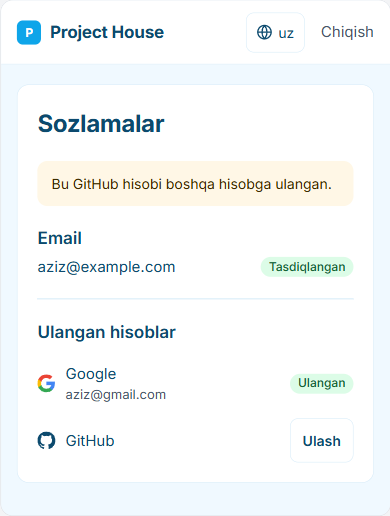 P Project House
uz
Chiqish
Sozlamalar
Bu GitHub hisobi boshqa hisobga ulangan.
Email
aziz@example.com
Tasdiqlangan
Ulangan hisoblar
Google
aziz@gmail.com
Ulangan
GitHub
Ulash